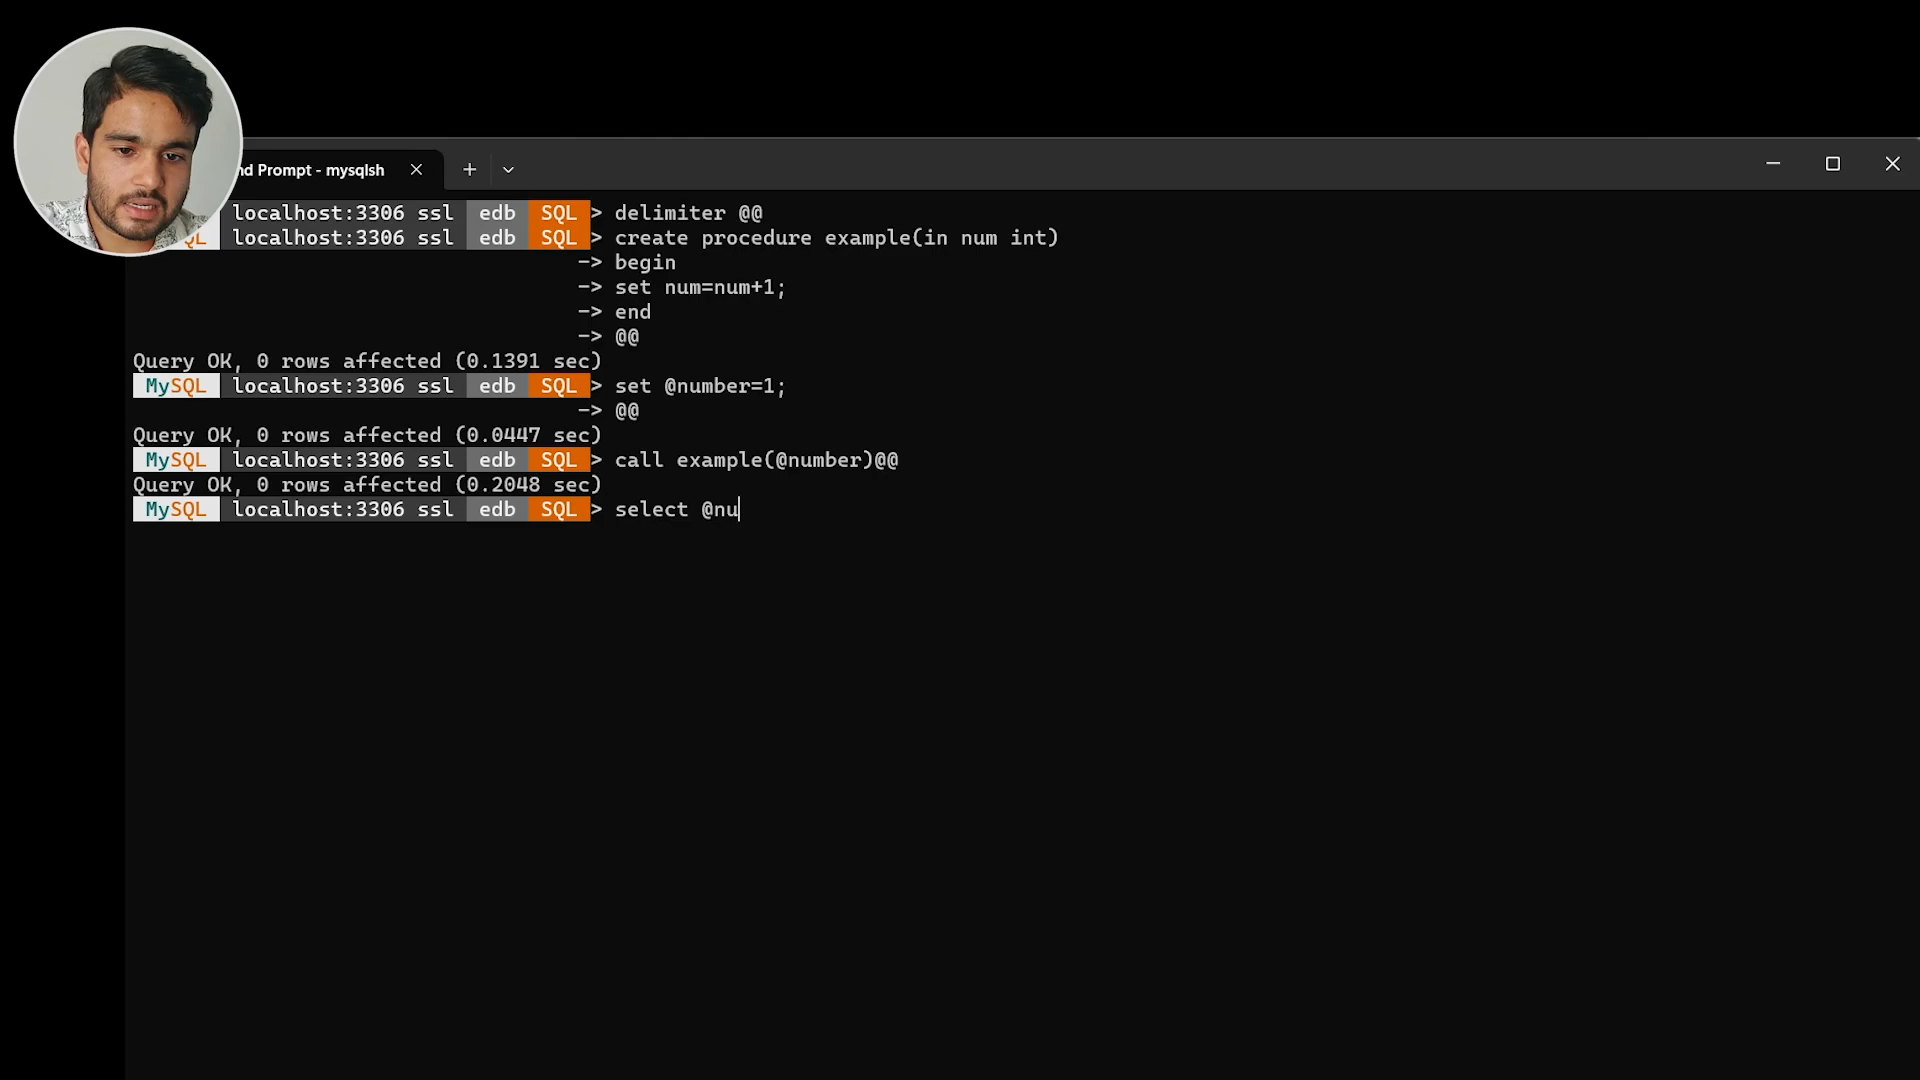 nd Prompt - mysqlsh
localhost:3306 ssl edb SQL > delimiter @@
QL localhost:3306 ssl edb SQL > create procedure example(in num int)
-> begin
-> set num=num+1;
-> end
-> @@
Query OK, 0 rows affected (0.1391 sec)
MySQL localhost:3306 ssl edb SQL > set @number=1;
-> @@
Query OK, 0 rows affected (0.0447 sec)
MySQL localhost:3306 ssl edb SQL > call example(@number)@@
Query OK, 0 rows affected (0.2048 sec)
MySQL localhost:3306 ssl edb SQL > select @nu